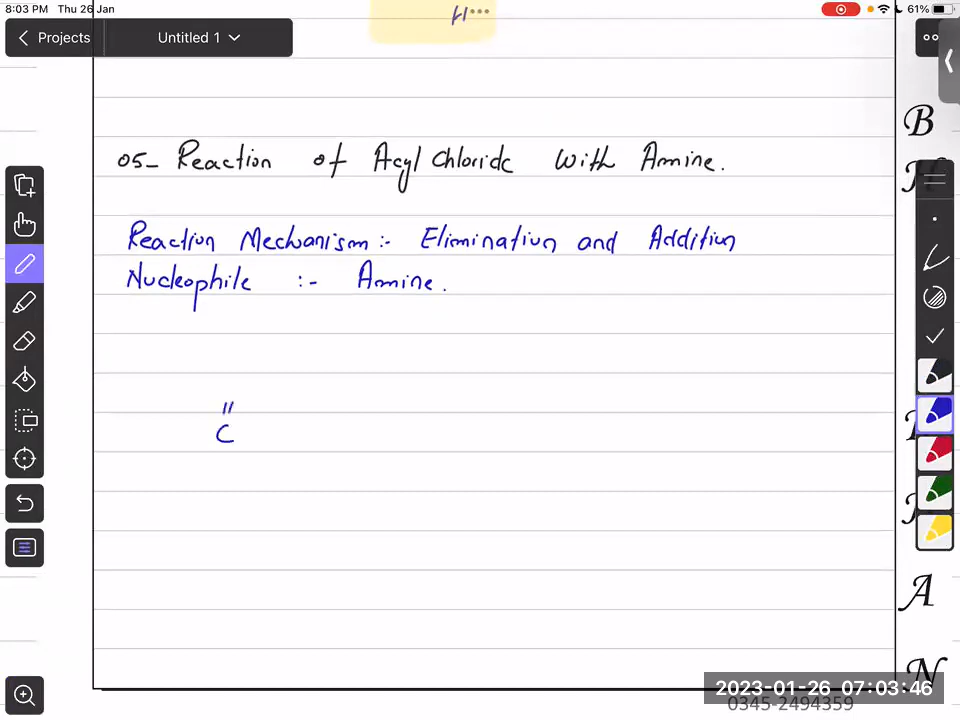 8:03 PM Thu 26 Jan
61%
H
Projects
Untitled 1
05- Reaction of Acyl Chloride with Amine.
Reaction Mechanism :- Elimination and Addition
Nucleophile :- Amine.
"
C
B
A
N
2023-01-26 07:03:46
0345-2494359